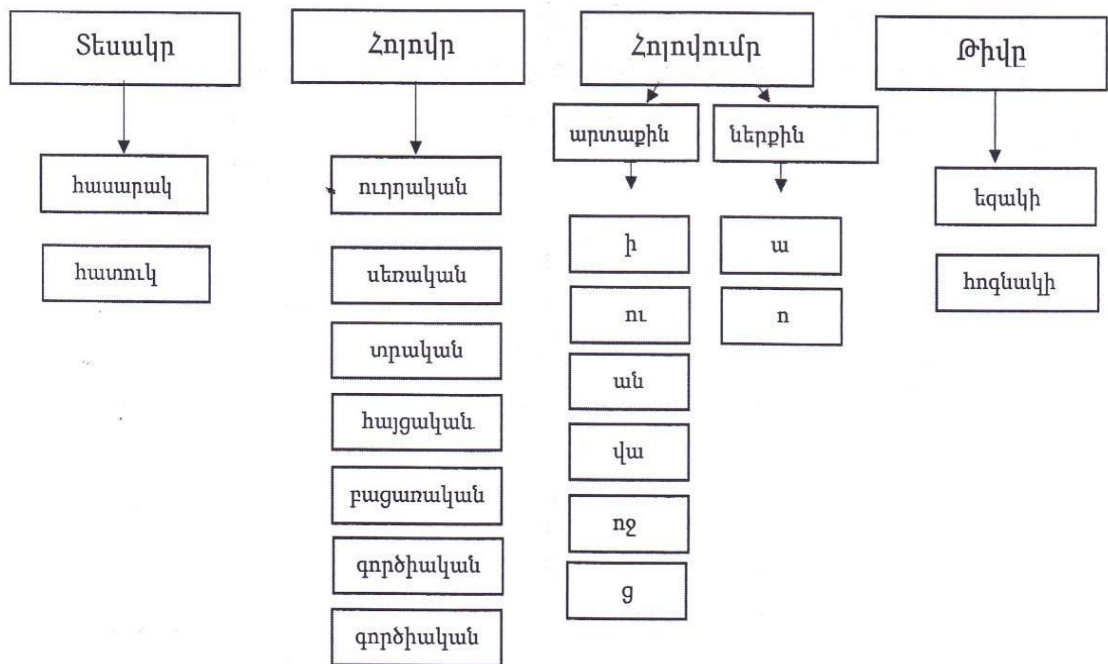 Տեսակը
Հոլովը
Հոլովումը
Թիվը
արտաքին
ներքին
հասարակ
հատուկ
ուղղական
սեռական
տրական
հայցական
բացառական
գործիական
գործիական
ի
ու
ան
վա
ոջ
ց
ա
ո
եզակի
հոգնակի